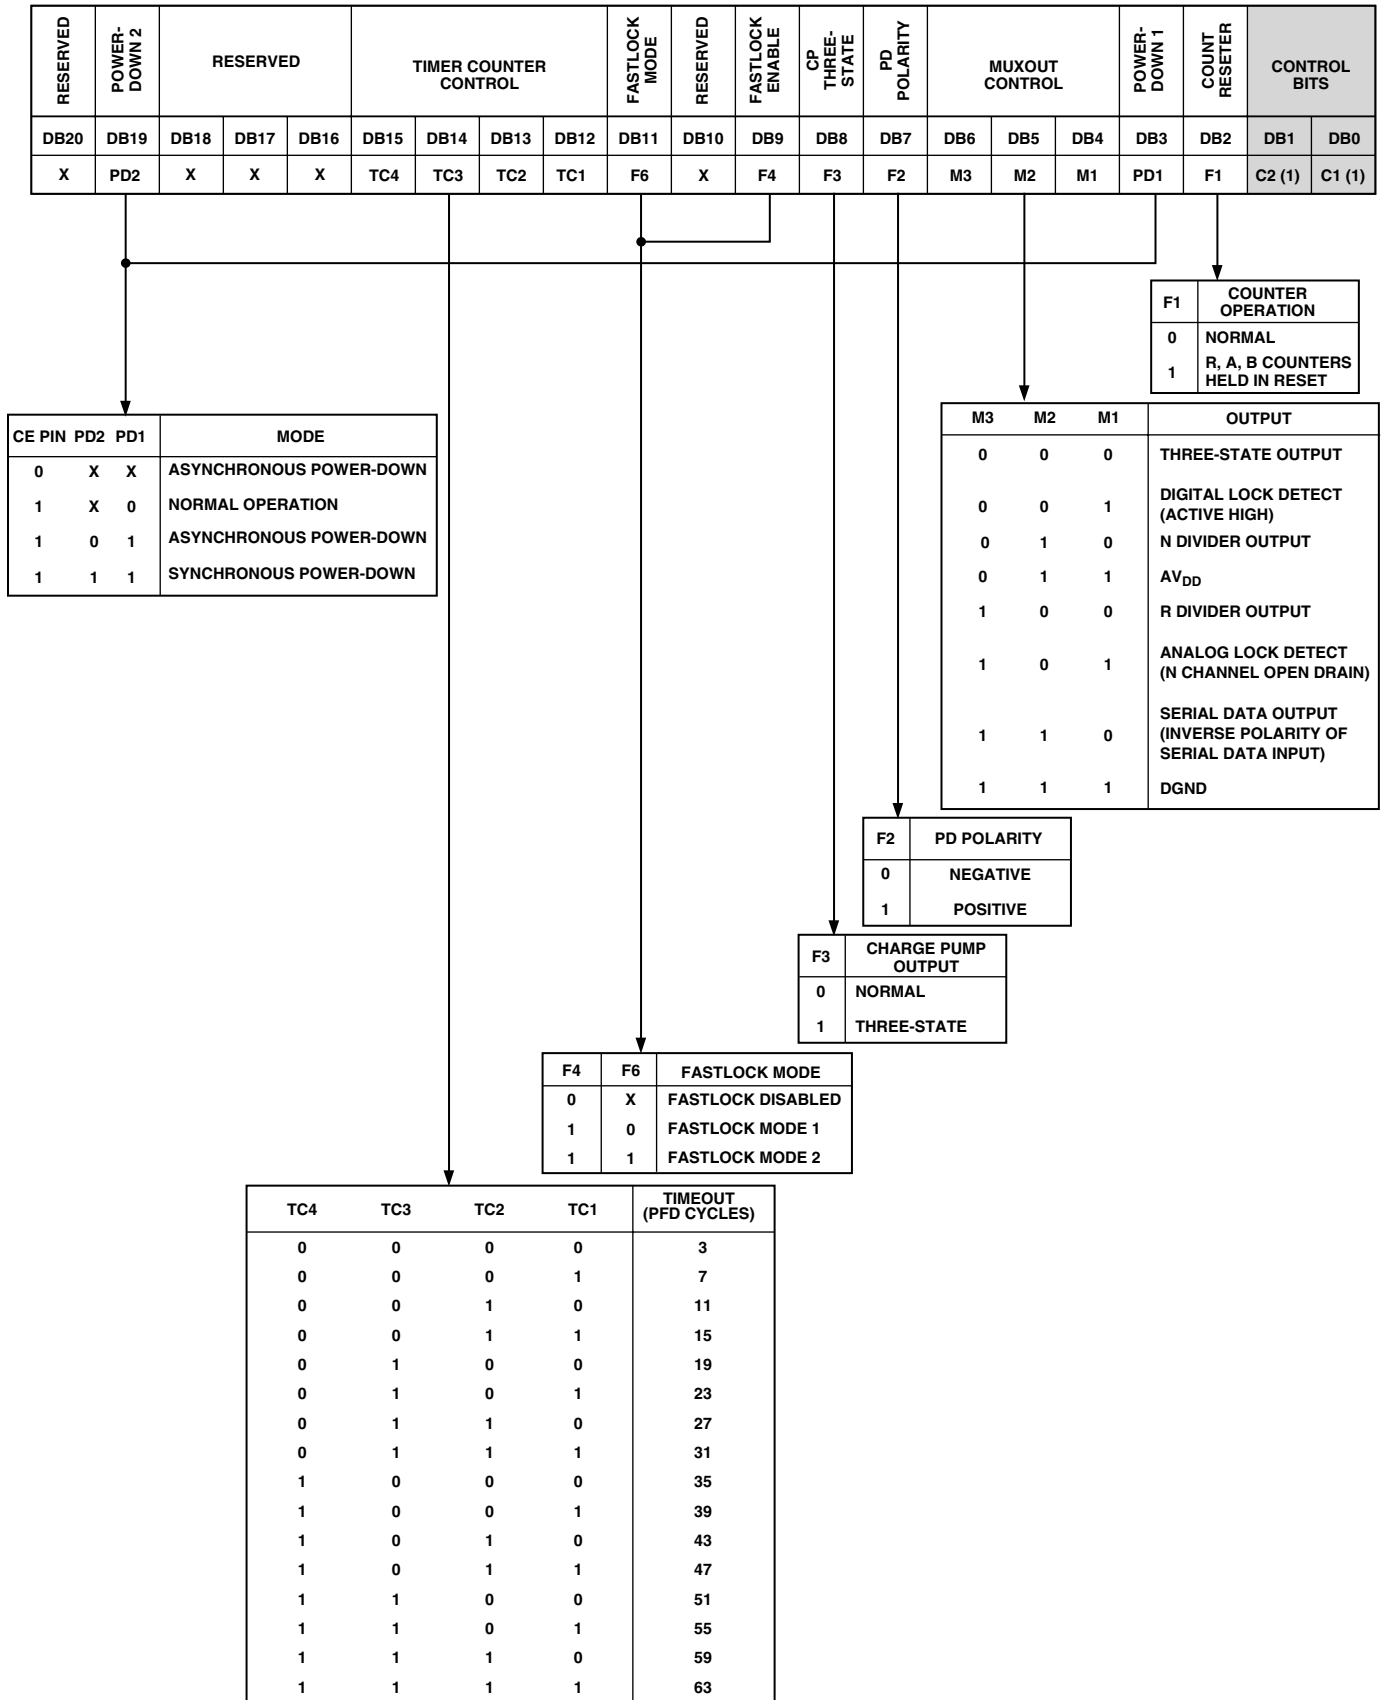 RESERVED
POWER-
DOWN 2
RESERVED
TIMER COUNTER
CONTROL
FASTLOCK
MODE
RESERVED
FASTLOCK
ENABLE
CP
THREE-
STATE
PD
POLARITY
MUXOUT
CONTROL
POWER-
DOWN 1
COUNT
RESETER
CONTROL
BITS
DB20 DB19 DB18 DB17 DB16 DB15 DB14 DB13 DB12 DB11 DB10 DB9 DB8 DB7 DB6 DB5 DB4 DB3 DB2 DB1 DB0
X PD2 X X X TC4 TC3 TC2 TC1 F6 X F4 F3 F2 M3 M2 M1 PD1 F1 C2 (1) C1 (1)
F1 COUNTER
OPERATION
0 NORMAL
1 R, A, B COUNTERS
HELD IN RESET
CE PIN PD2 PD1 MODE
0 X X ASYNCHRONOUS POWER-DOWN
1 X 0 NORMAL OPERATION
1 0 1 ASYNCHRONOUS POWER-DOWN
1 1 1 SYNCHRONOUS POWER-DOWN
M3 M2 M1 OUTPUT
0 0 0 THREE-STATE OUTPUT
0 0 1 DIGITAL LOCK DETECT
(ACTIVE HIGH)
0 1 0 N DIVIDER OUTPUT
0 1 1 AVDD
1 0 0 R DIVIDER OUTPUT
1 0 1 ANALOG LOCK DETECT
(N CHANNEL OPEN DRAIN)
1 1 0 SERIAL DATA OUTPUT
(INVERSE POLARITY OF
SERIAL DATA INPUT)
1 1 1 DGND
F2 PD POLARITY
0 NEGATIVE
1 POSITIVE
F3 CHARGE PUMP
OUTPUT
0 NORMAL
1 THREE-STATE
F4 F6 FASTLOCK MODE
0 X FASTLOCK DISABLED
1 0 FASTLOCK MODE 1
1 1 FASTLOCK MODE 2
TC4 TC3 TC2 TC1 TIMEOUT
(PFD CYCLES)
0 0 0 0 3
0 0 0 1 7
0 0 1 0 11
0 0 1 1 15
0 1 0 0 19
0 1 0 1 23
0 1 1 0 27
0 1 1 1 31
1 0 0 0 35
1 0 0 1 39
1 0 1 0 43
1 0 1 1 47
1 1 0 0 51
1 1 0 1 55
1 1 1 0 59
1 1 1 1 63